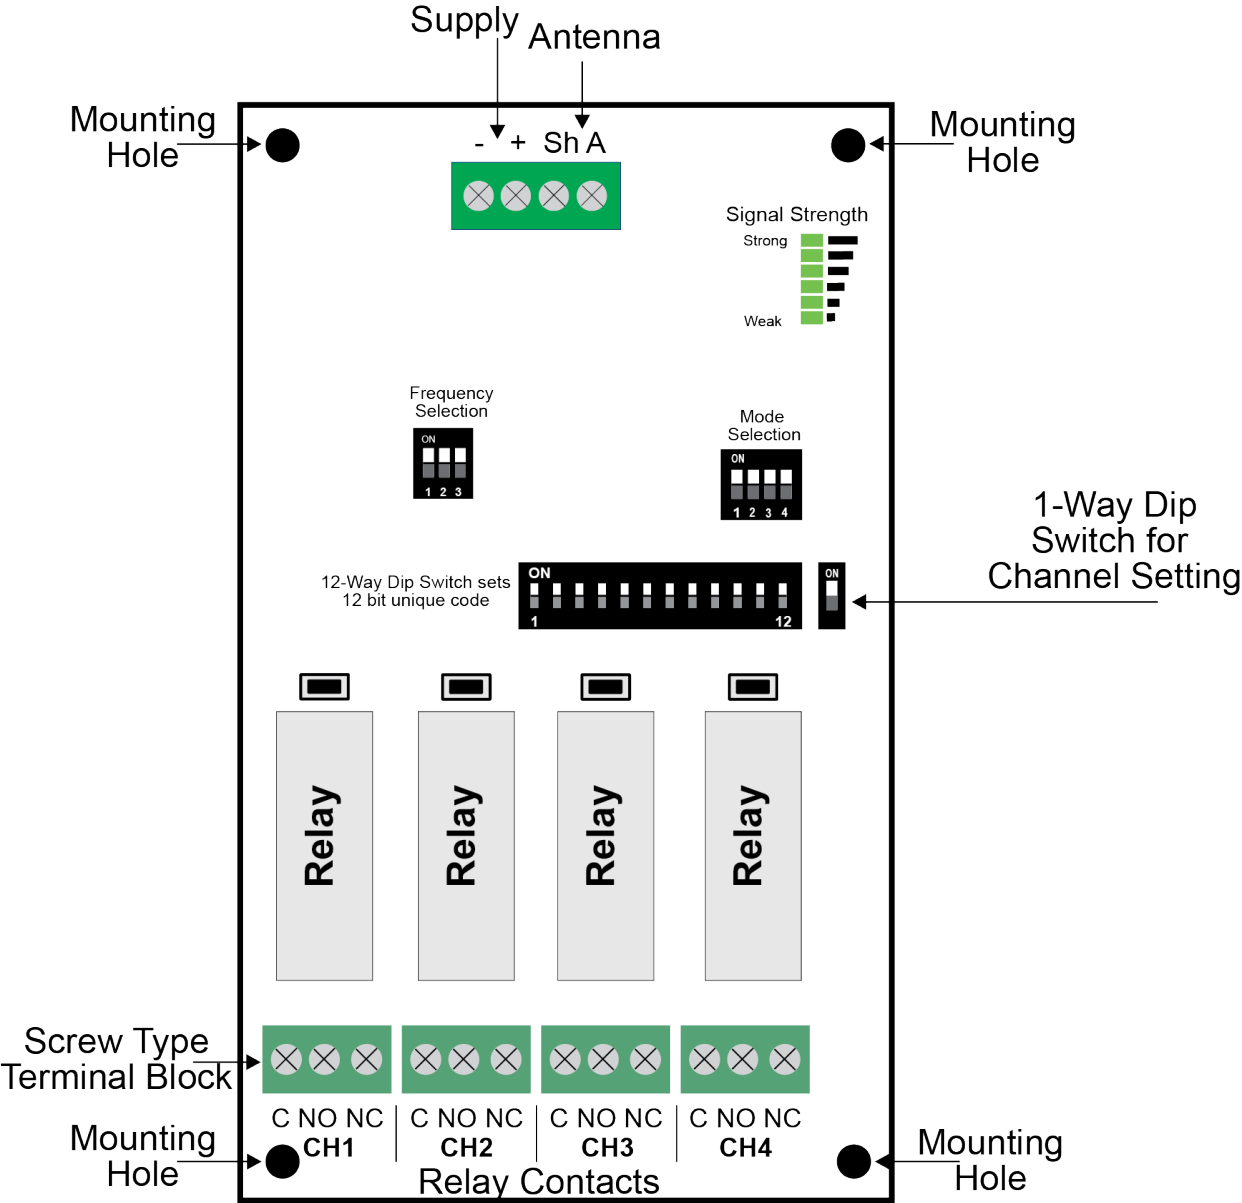 Supply
Antenna
Mounting
Hole
Mounting
Hole
- + Sh A
Signal Strength
Strong
Weak
Frequency
Selection
ON
1 2 3
Mode
Selection
ON
1 2 3 4
1-Way Dip
Switch for
Channel Setting
12-Way Dip Switch sets
12 bit unique code
ON
1 12
ON
Relay
Relay
Relay
Relay
Screw Type
Terminal Block
C NO NC
C NO NC
C NO NC
C NO NC
CH1
CH2
CH3
CH4
Mounting
Hole
Mounting
Hole
Relay Contacts